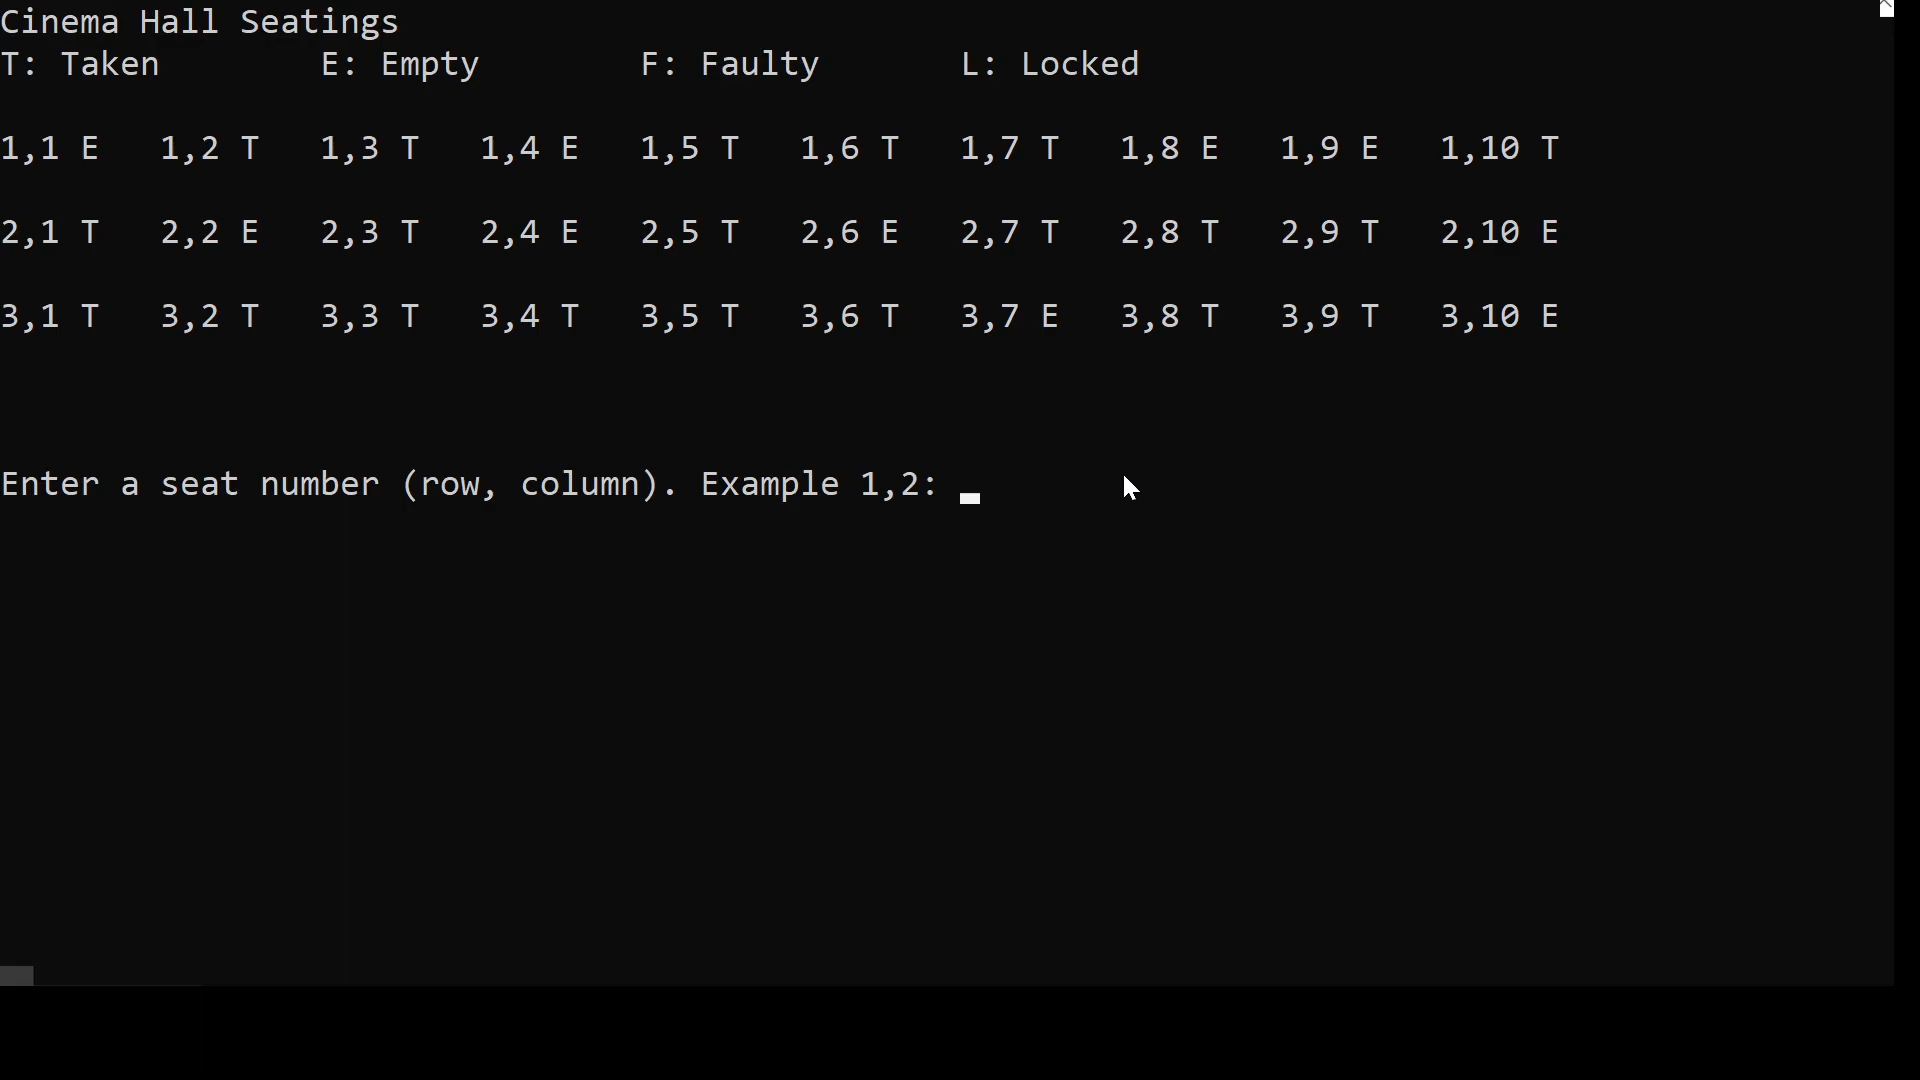 Cinema Hall Seatings
T: Taken E: Empty F: Faulty L: Locked
1,1 E 1,2 T 1,3 T 1,4 E 1,5 T 1,6 T 1,7 T 1,8 E 1,9 E 1,10 T
2,1 T 2,2 E 2,3 T 2,4 E 2,5 T 2,6 E 2,7 T 2,8 T 2,9 T 2,10 E
3,1 T 3,2 T 3,3 T 3,4 T 3,5 T 3,6 T 3,7 E 3,8 T 3,9 T 3,10 E
Enter a seat number (row, column). Example 1,2: